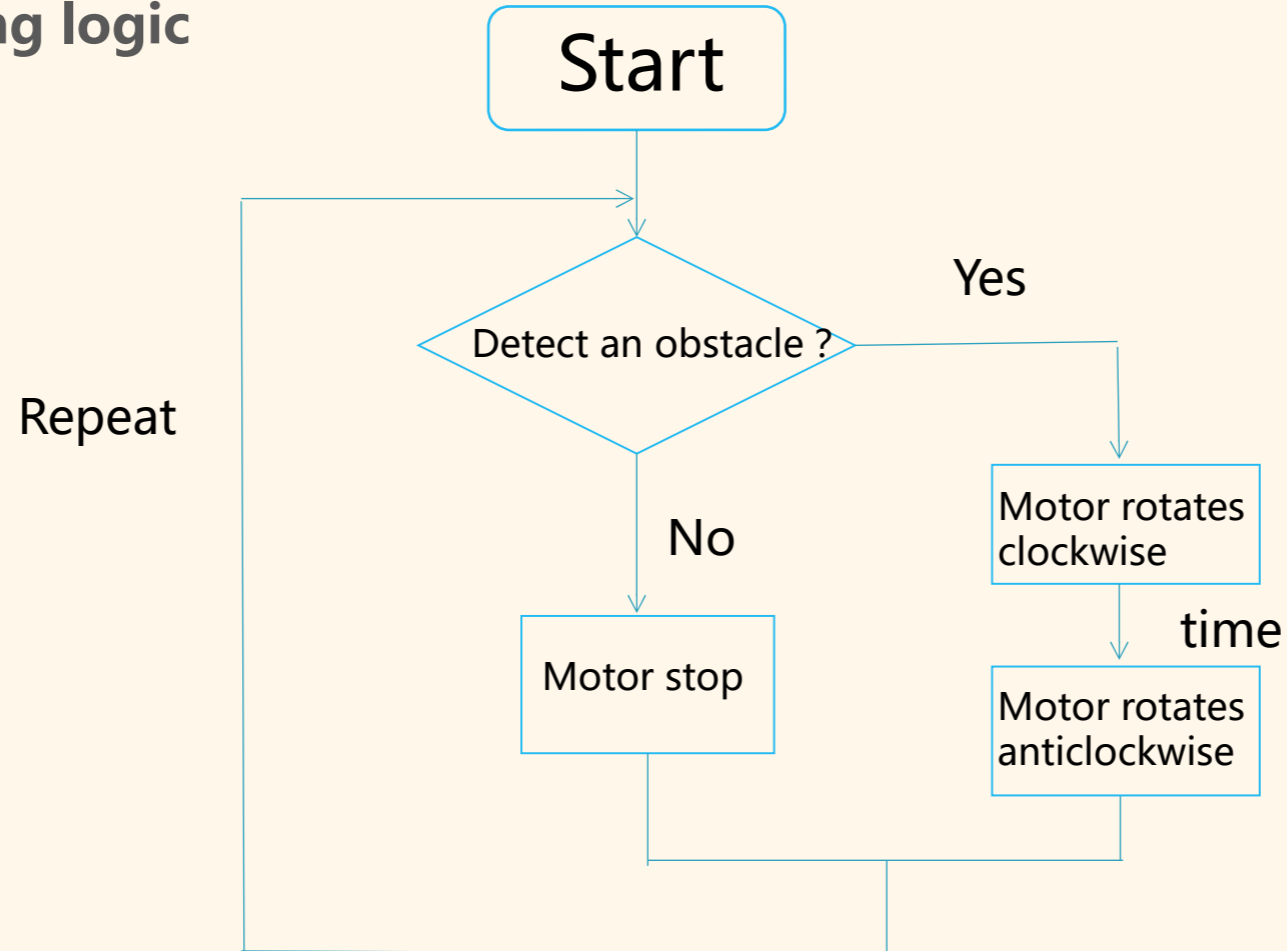 ng logic
Start
Yes
Detect an obstacle ?
Repeat
Motor rotates
clockwise
No
time
Motor stop
Motor rotates
anticlockwise